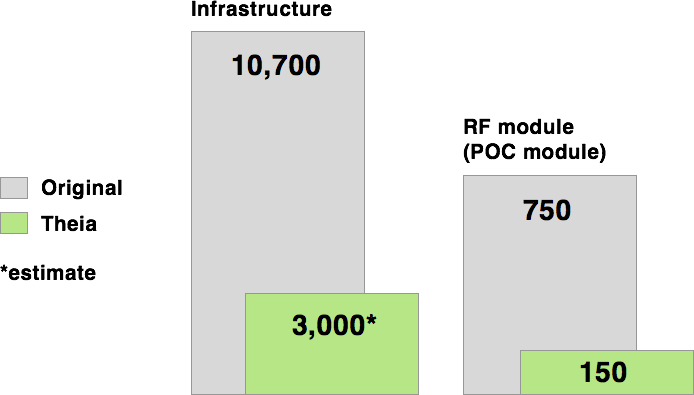 Infrastructure
10,700
3,000*
RF module
(POC module)
750
150
Original
Theia
*estimate